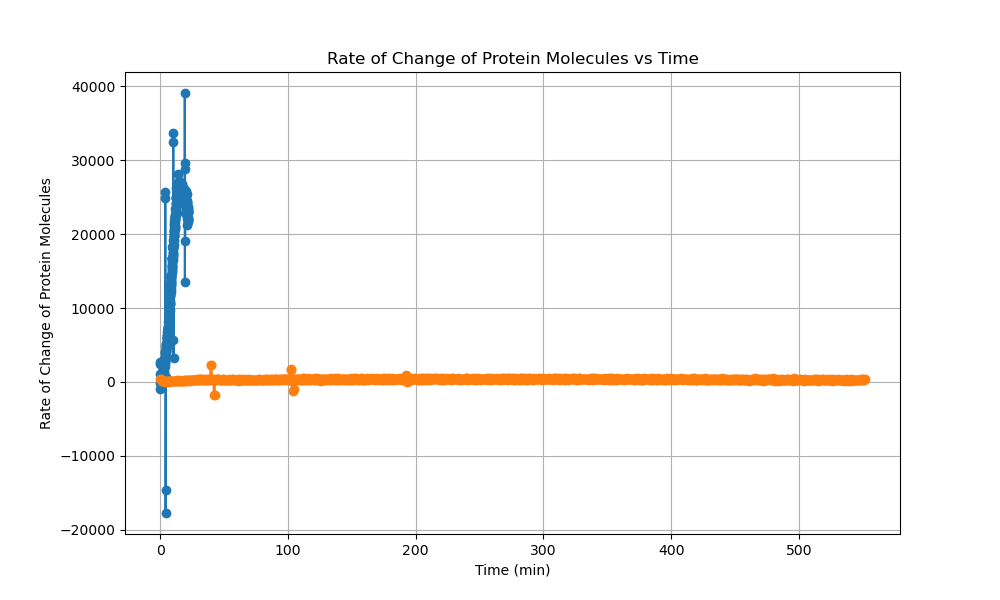 Rate of Change of Protein Molecules vs Time
40000
30000
20000
10000
0
−10000
−20000
Rate of Change of Protein Molecules
0 100 200 300 400 500
Time (min)